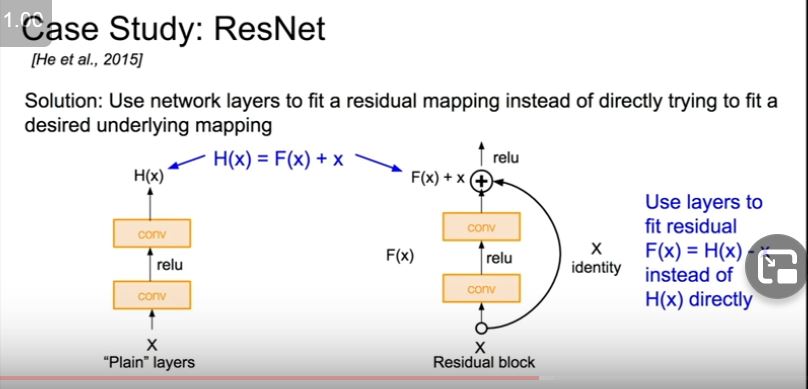 1.00
Case Study: ResNet
[He et al., 2015]
Solution: Use network layers to fit a residual mapping instead of directly trying to fit a
desired underlying mapping
H(x) = F(x) + x
H(x)
conv
relu
conv
X
“Plain” layers
relu
F(x) + x
+
conv
F(x)
relu
conv
X
Residual block
X
identity
Use layers to
fit residual
F(x) = H(x) - x
instead of
H(x) directly